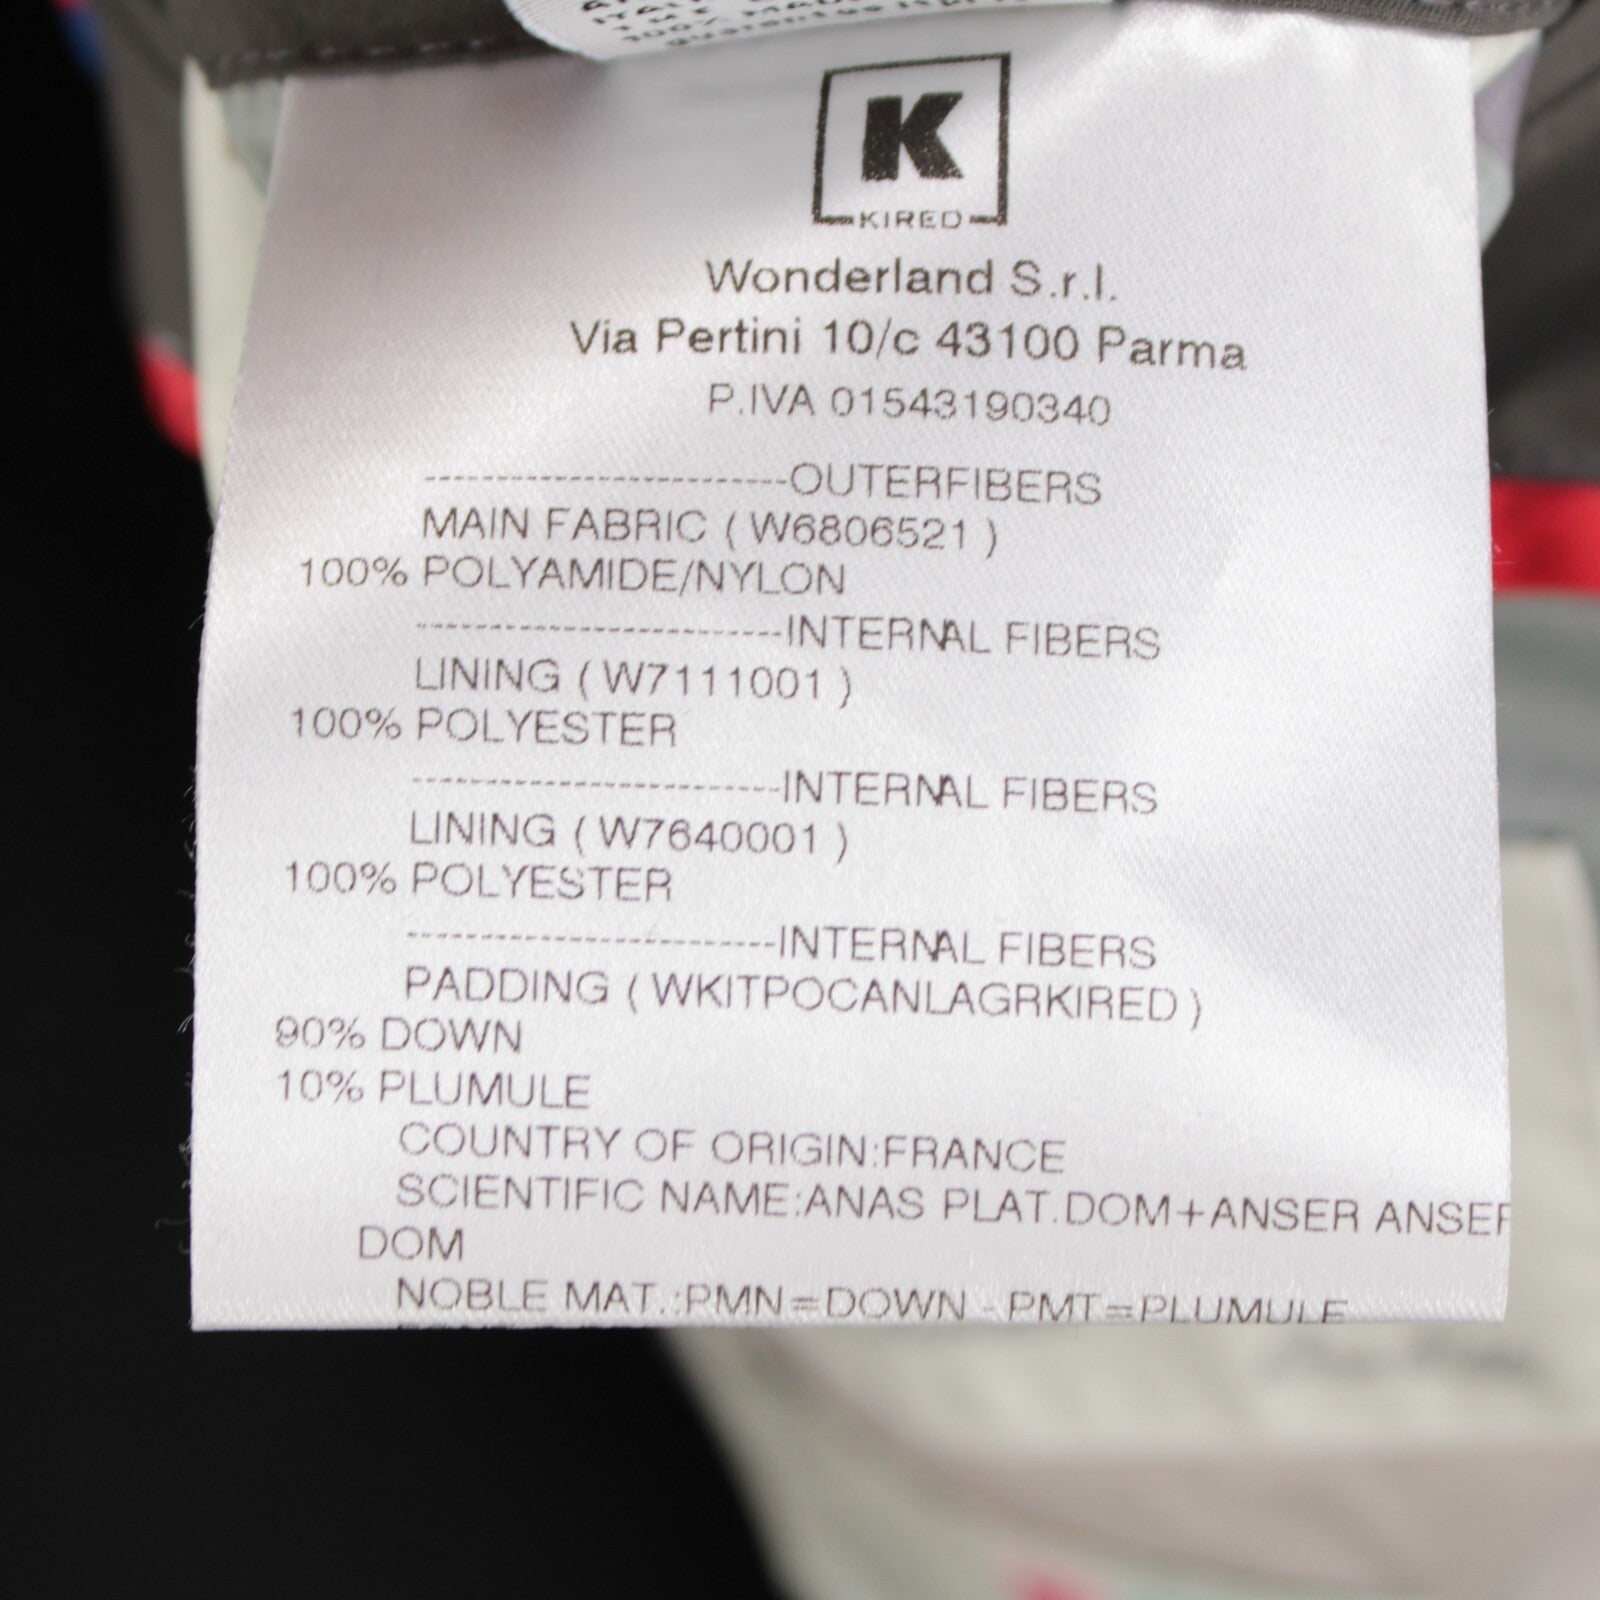 100% MADE
K
KIRED
Wonderland S.r.l.
Via Pertini 10/c 43100 Parma
P.IVA 01543190340
-------------------------OUTERFIBERS
MAIN FABRIC ( W6806521 )
100% POLYAMIDE/NYLON
-------------------------INTERNAL FIBERS
LINING ( W7111001 )
100% POLYESTER
-------------------------INTERNAL FIBERS
LINING ( W7640001 )
100% POLYESTER
-------------------------INTERNAL FIBERS
PADDING ( WKITPOCANLAGRKIRED )
90% DOWN
10% PLUMULE
COUNTRY OF ORIGIN:FRANCE
SCIENTIFIC NAME:ANAS PLAT.DOM+ANSER ANSER
DOM
NOBLE MAT.:PMN=DOWN - PMT=PLUMULE